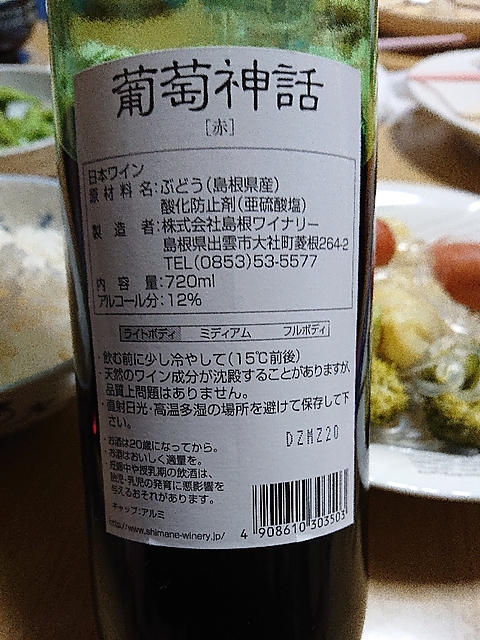 葡萄神話
[赤]
日本ワイン
原材料名:ぶどう(島根県産)
酸化防止剤(亜硫酸塩)
製造者:株式会社島根ワイナリー
島根県出雲市大社町菱根264-2
TEL(0853)53-5577
内容量:720ml
アルコール分:12%
ライトボディ ミディアム フルボディ
・飲む前に少し冷やして(15℃前後)
・天然のワイン成分が沈殿することがありますが、
品質上問題はありません。
・直射日光・高温多湿の場所を避けて保存して下
さい。
・お酒は20歳になってから。
・お酒はおいしく適量を。
・妊娠中や授乳期の飲酒は、
胎児・乳児の発育に悪影響を
与えるおそれがあります。
キャップ:アルミ
http://www.shimane-winery.jp/
DZMZ20
4 908610 303503